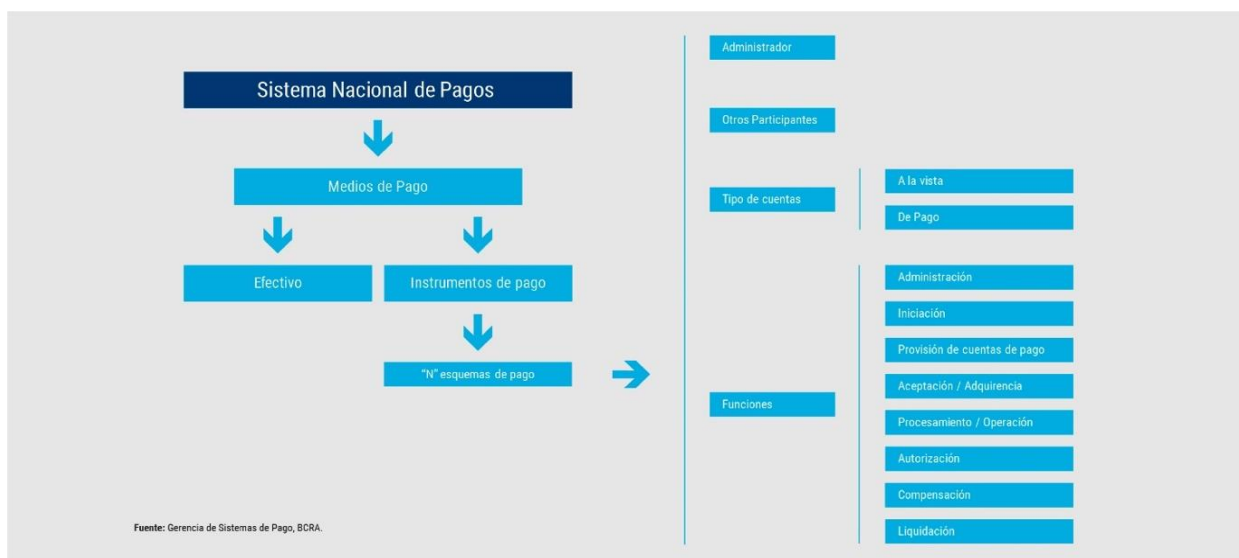 Sistema Nacional de Pagos
Medios de Pago
Efectivo
Instrumentos de pago
"N" esquemas de pago
Administrador
Otros Participantes
Tipo de cuentas
A la vista
De Pago
Funciones
Administración
Iniciación
Provisión de cuentas de pago
Aceptación / Adquirencia
Procesamiento / Operación
Autorización
Compensación
Liquidación
Fuente: Gerencia de Sistemas de Pago, BCRA.